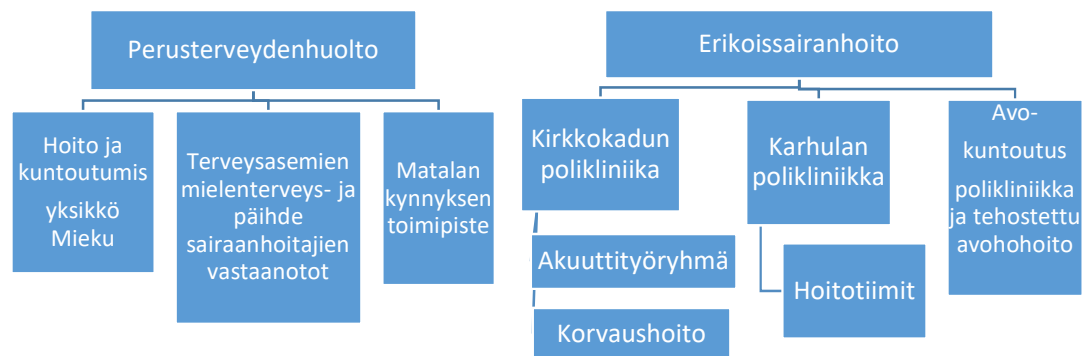 Perusterveydenhuolto
Hoito ja
kuntoutumis
yksikkö
Mieku
Terveysasemien
mielenterveys- ja
päihde
sairaanhoitajien
vastaanotot
Matalan
kynnyksen
toimipiste
Erikoissairanhoito
Kirkkokadun
polikliniika
Akuuttityöryhmä
Korvaushoito
Karhulan
polikliniikka
Hoitotiimit
Avo-
kuntoutus
polikliniikka
ja tehostettu
avohohoito